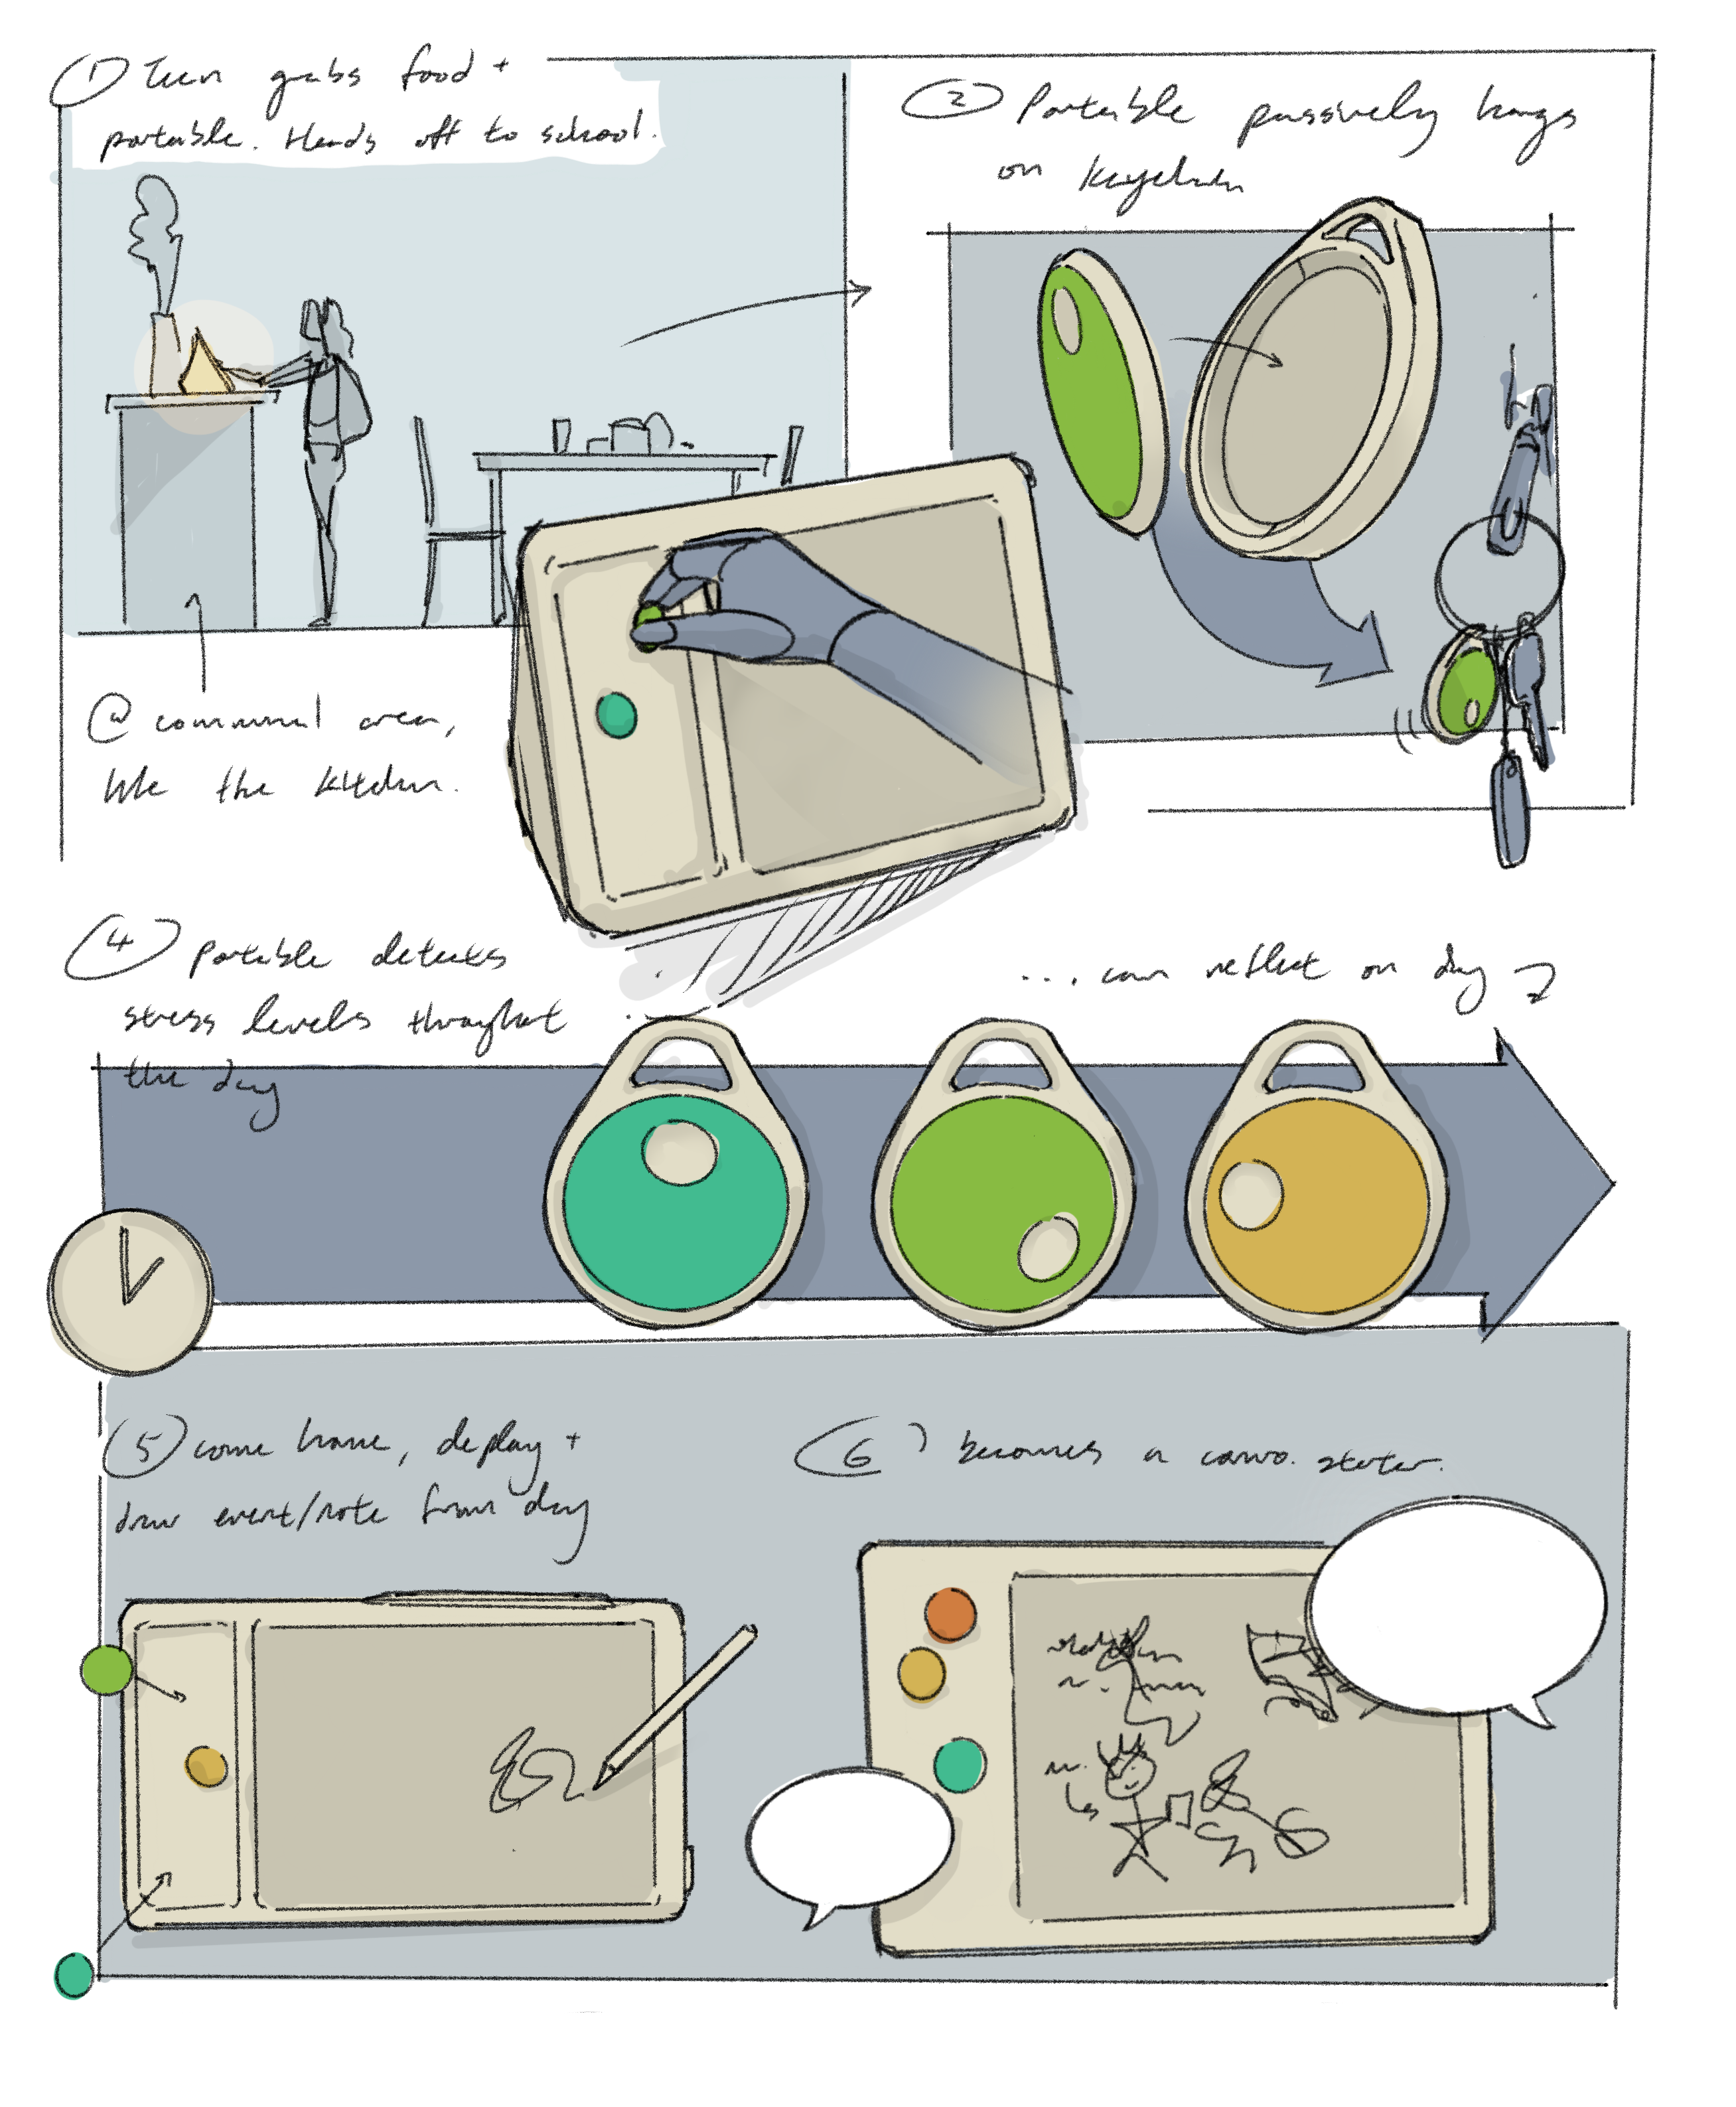 ① Teen grabs food +
portable. Heads off to school.
② Portable passively hangs
on keychain
@ communal area,
like the kitchen.
④ portable detects
stress levels throughout
the day
... can reflect on day
⑤ come home, deploy +
draw event/note from day
⑥ becomes a convo. starter.